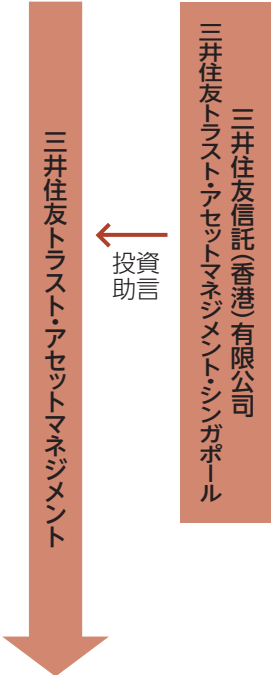 三井住友信託(香港)有限公司
三井住友トラスト・アセットマネジメント・シンガポール
投資
助言
三井住友トラスト・アセットマネジメント